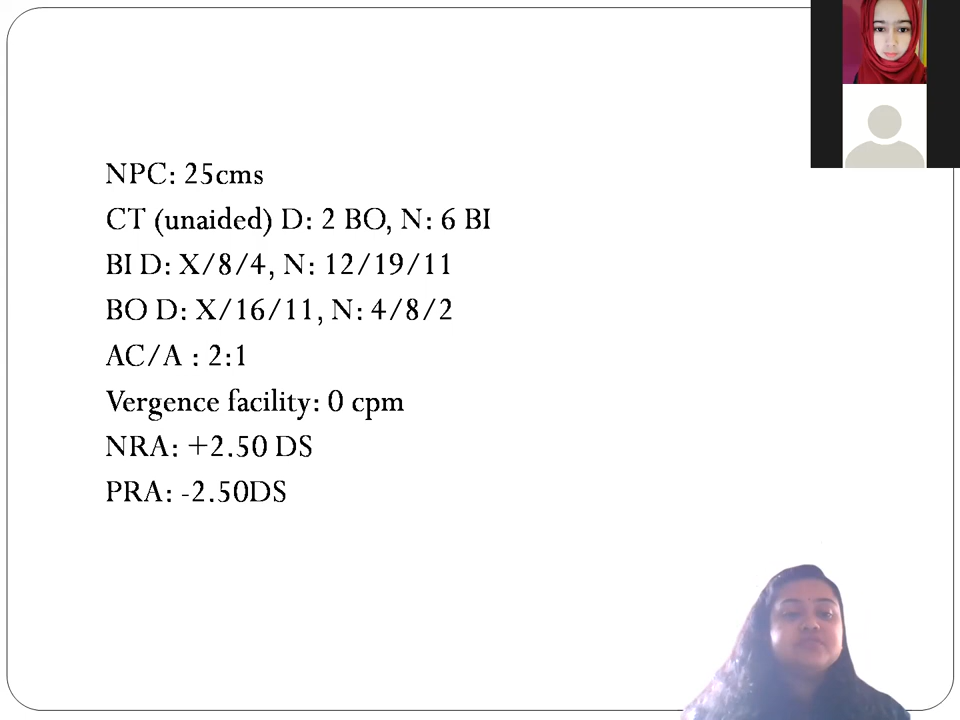 NPC: 25cms
CT (unaided) D: 2 BO, N: 6 BI
BI D: X/8/4, N: 12/19/11
BO D: X/16/11, N: 4/8/2
AC/A : 2:1
Vergence facility: 0 cpm
NRA: +2.50 DS
PRA: -2.50DS